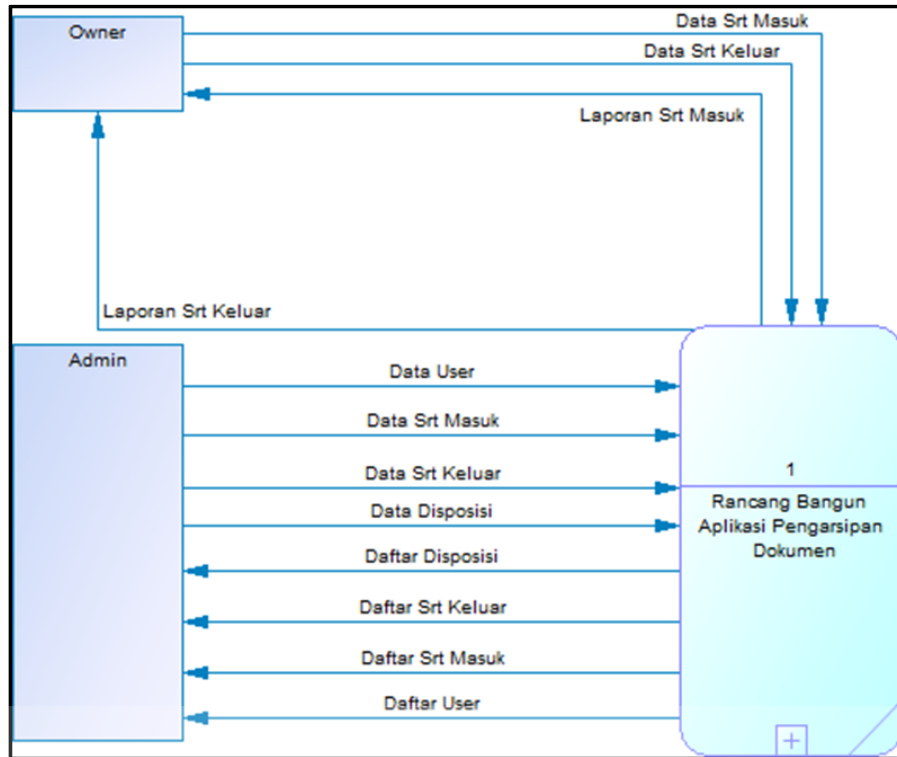 Owner
Data Srt Masuk
Data Srt Keluar
Laporan Srt Masuk
Laporan Srt Keluar
Admin
Data User
Data Srt Masuk
Data Srt Keluar
Data Disposisi
Daftar Disposisi
Daftar Srt Keluar
Daftar Srt Masuk
Daftar User
1
Rancang Bangun
Aplikasi Pengarsipan
Dokumen